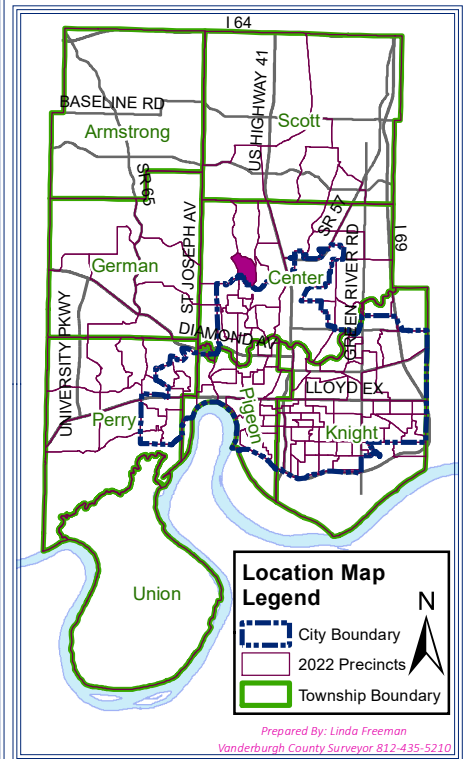 I 64
US HIGHWAY 41
BASELINE RD
Scott
Armstrong
SR 65
ST JOSEPH AV
SR 57
GREEN RIVER RD
I 69
German
Center
UNIVERSITY PKWY
DIAMOND AV
LLOYD EX
Perry
Pigeon
Knight
Union
Location Map
Legend
N
City Boundary
2022 Precincts
Township Boundary
Prepared By: Linda Freeman
Vanderburgh County Surveyor 812-435-5210